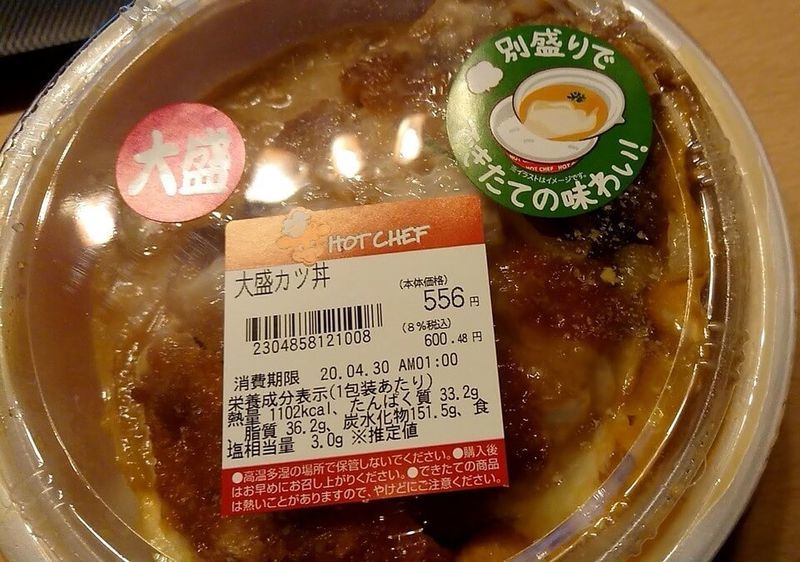 別盛りで
できたての味わい!
※イラストはイメージです。
大盛
HOT CHEF
大盛カツ丼
(本体価格)
556円
(8%税込)
600.48円
2304858121008
消費期限 20.04.30 AM01:00
栄養成分表示(1包装あたり)
熱量 1102kcal、たんぱく質 33.2g
脂質 36.2g、炭水化物151.5g、食
塩相当量 3.0g ※推定値
●高温多湿の場所で保管しないでください。●購入後
はお早めにお召し上がりください。●できたての商品
は熱いことがありますので、やけどにご注意ください。